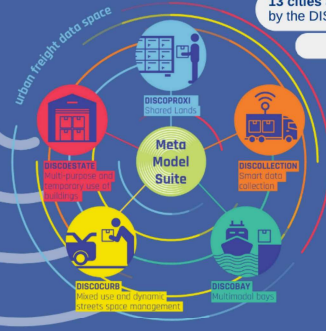 13 cities
by the DIS
urban freight data space
DISCOPROXI
Shared Lands
Meta
Model
Suite
DISCOESTATE
Multi-purpose and
temporary use of
buildings
DISCOLLECTION
Smart data
collection
DISCOCURB
Mixed use and dynamic
streets space management
DISCOBAY
Multimodal bays